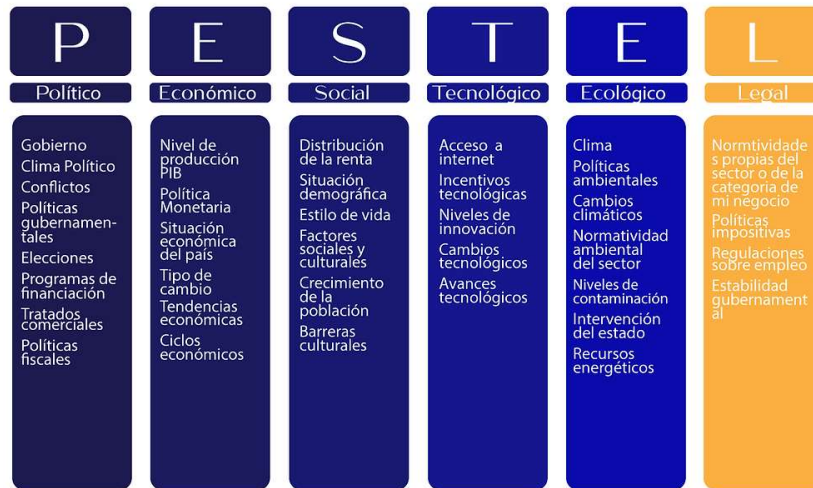 P
E
S
T
E
L
Político
Económico
Social
Tecnológico
Ecológico
Legal
Gobierno
Clima Político
Conflictos
Políticas
gubernamen-
tales
Elecciones
Programas de
financiación
Tratados
comerciales
Políticas
fiscales
Nivel de
producción
PIB
Política
Monetaria
Situación
económica
del país
Tipo de
cambio
Tendencias
económicas
Ciclos
económicos
Distribución
de la renta
Situación
demográfica
Estilo de vida
Factores
sociales y
culturales
Crecimiento
de la
población
Barreras
culturales
Acceso a
internet
Incentivos
tecnológicas
Niveles de
innovación
Cambios
tecnológicos
Avances
tecnológicos
Clima
Políticas
ambientales
Cambios
climáticos
Normatividad
ambiental
del sector
Niveles de
contaminación
Intervención
del estado
Recursos
energéticos
Normtividade
s propias del
sector o de la
categoria de
mi negocio
Políticas
impositivas
Regulaciones
sobre empleo
Estabilidad
gubernament
al